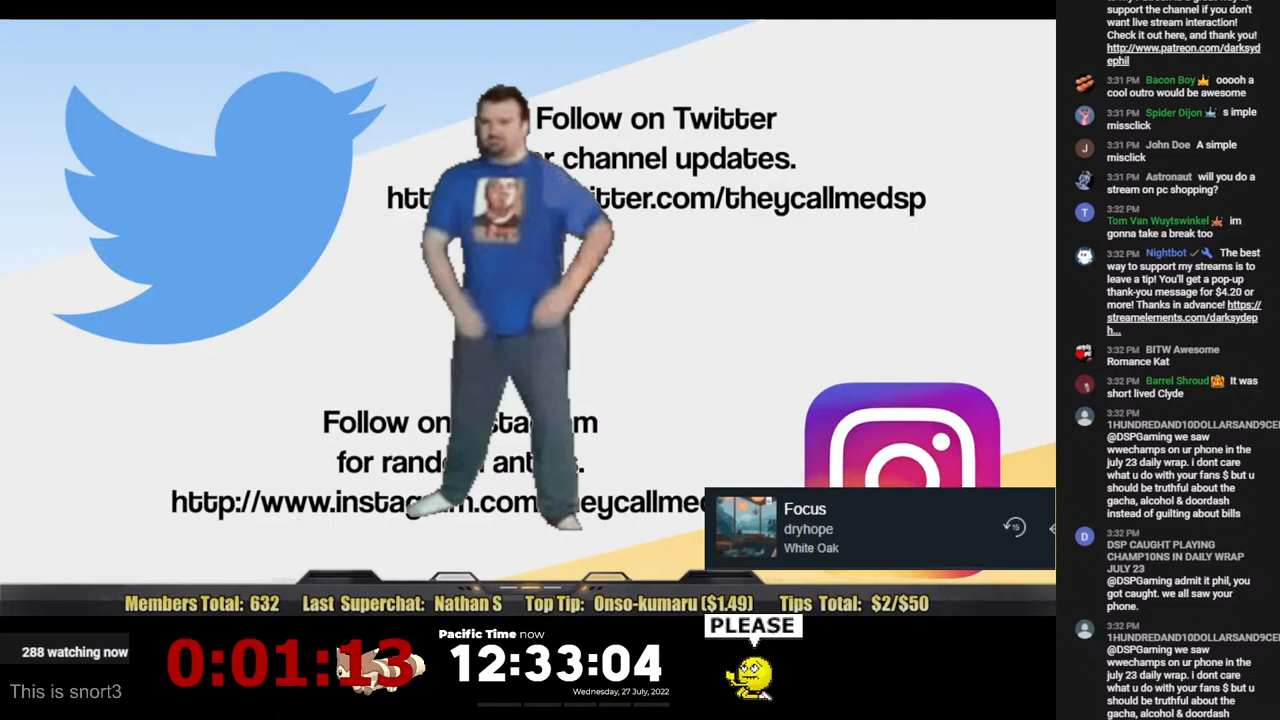 Follow on Twitter
channel updates.
twitter.com/theycallmedsp
Follow on
for
http://www.instagram.com
Focus
dryhope
White Oak
Members Total: 632 Last Superchat: Nathan S Top Tip: Onso-kumaru ($1.49) Tips Total: $2/$50
288 watching now
This is snort3
0:01:13
Pacific Time now
12:33:04
Wednesday, 27 July, 2022
PLEASE
support the channel if you don't
want live stream interaction!
Check it out here, and thank you!
http://www.patreon.com/darksyd
ephil
3:31 PM Bacon Boy ooooh a
cool outro would be awesome
3:31 PM Spider Dijon s imple
missclick
3:31 PM John Doe A simple
misclick
3:31 PM Astronaut will you do a
stream on pc shopping?
3:32 PM
Tom Van Wuytswinkel im
gonna take a break too
3:32 PM Nightbot The best
way to support my streams is to
leave a tip! You'll get a pop-up
thank-you message for $4.20 or
more! Thanks in advance! https:/
streamelements.com/darksydep
h...
3:32 PM BITW Awesome
Romance Kat
3:32 PM Barrel Shroud It was
short lived Clyde
3:32 PM
1HUNDREDAND10DOLLARSAND9CE
@DSPGaming we saw
wwechamps on ur phone in the
july 23 daily wrap. i dont care
what u do with your fans $ but u
should be truthful about the
gacha, alcohol & doordash
instead of guilting about bills
3:32 PM
DSP CAUGHT PLAYING
CHAMP10NS IN DAILY WRAP
JULY 23
@DSPGaming admit it phil, you
got caught. we all saw your
phone.
3:32 PM
1HUNDREDAND10DOLLARSAND9CE
@DSPGaming we saw
wwechamps on ur phone in the
july 23 daily wrap. i dont care
what u do with your fans $ but u
should be truthful about the
gacha, alcohol & doordash